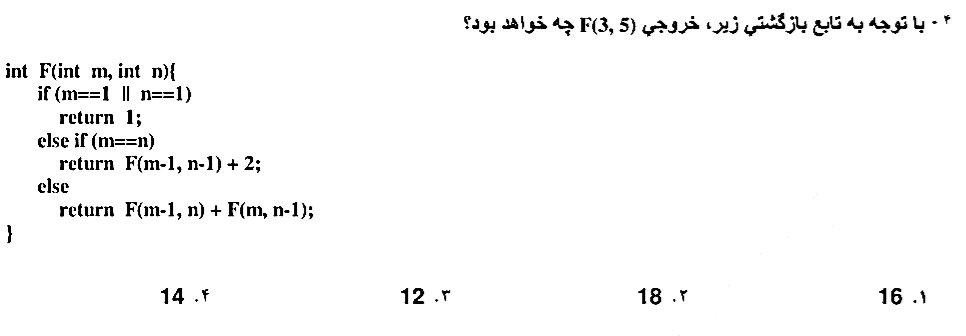 ۴ - با توجه به تابع بازگشتي زير، خروجي F(3, 5) چه خواهد بود؟
int F(int m, int n){
if (m==1 || n==1)
return 1;
else if (m==n)
return F(m-1, n-1) + 2;
else
return F(m-1, n) + F(m, n-1);
}
۱. 16 ۲. 18 ۳. 12 ۴. 14